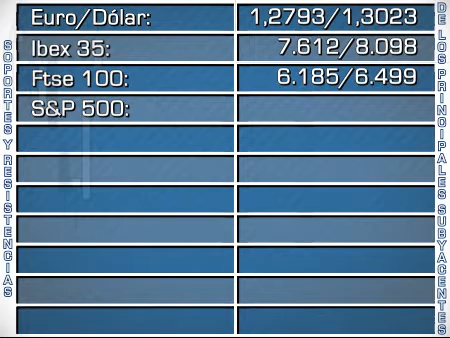 SOPORTES Y RESISTENCIAS
Euro/Dólar: 1,2793/1,3023
Ibex 35: 7.612/8.098
Ftse 100: 6.185/6.499
S&P 500:
DE LOS PRINCIPALES SUBYACENTES